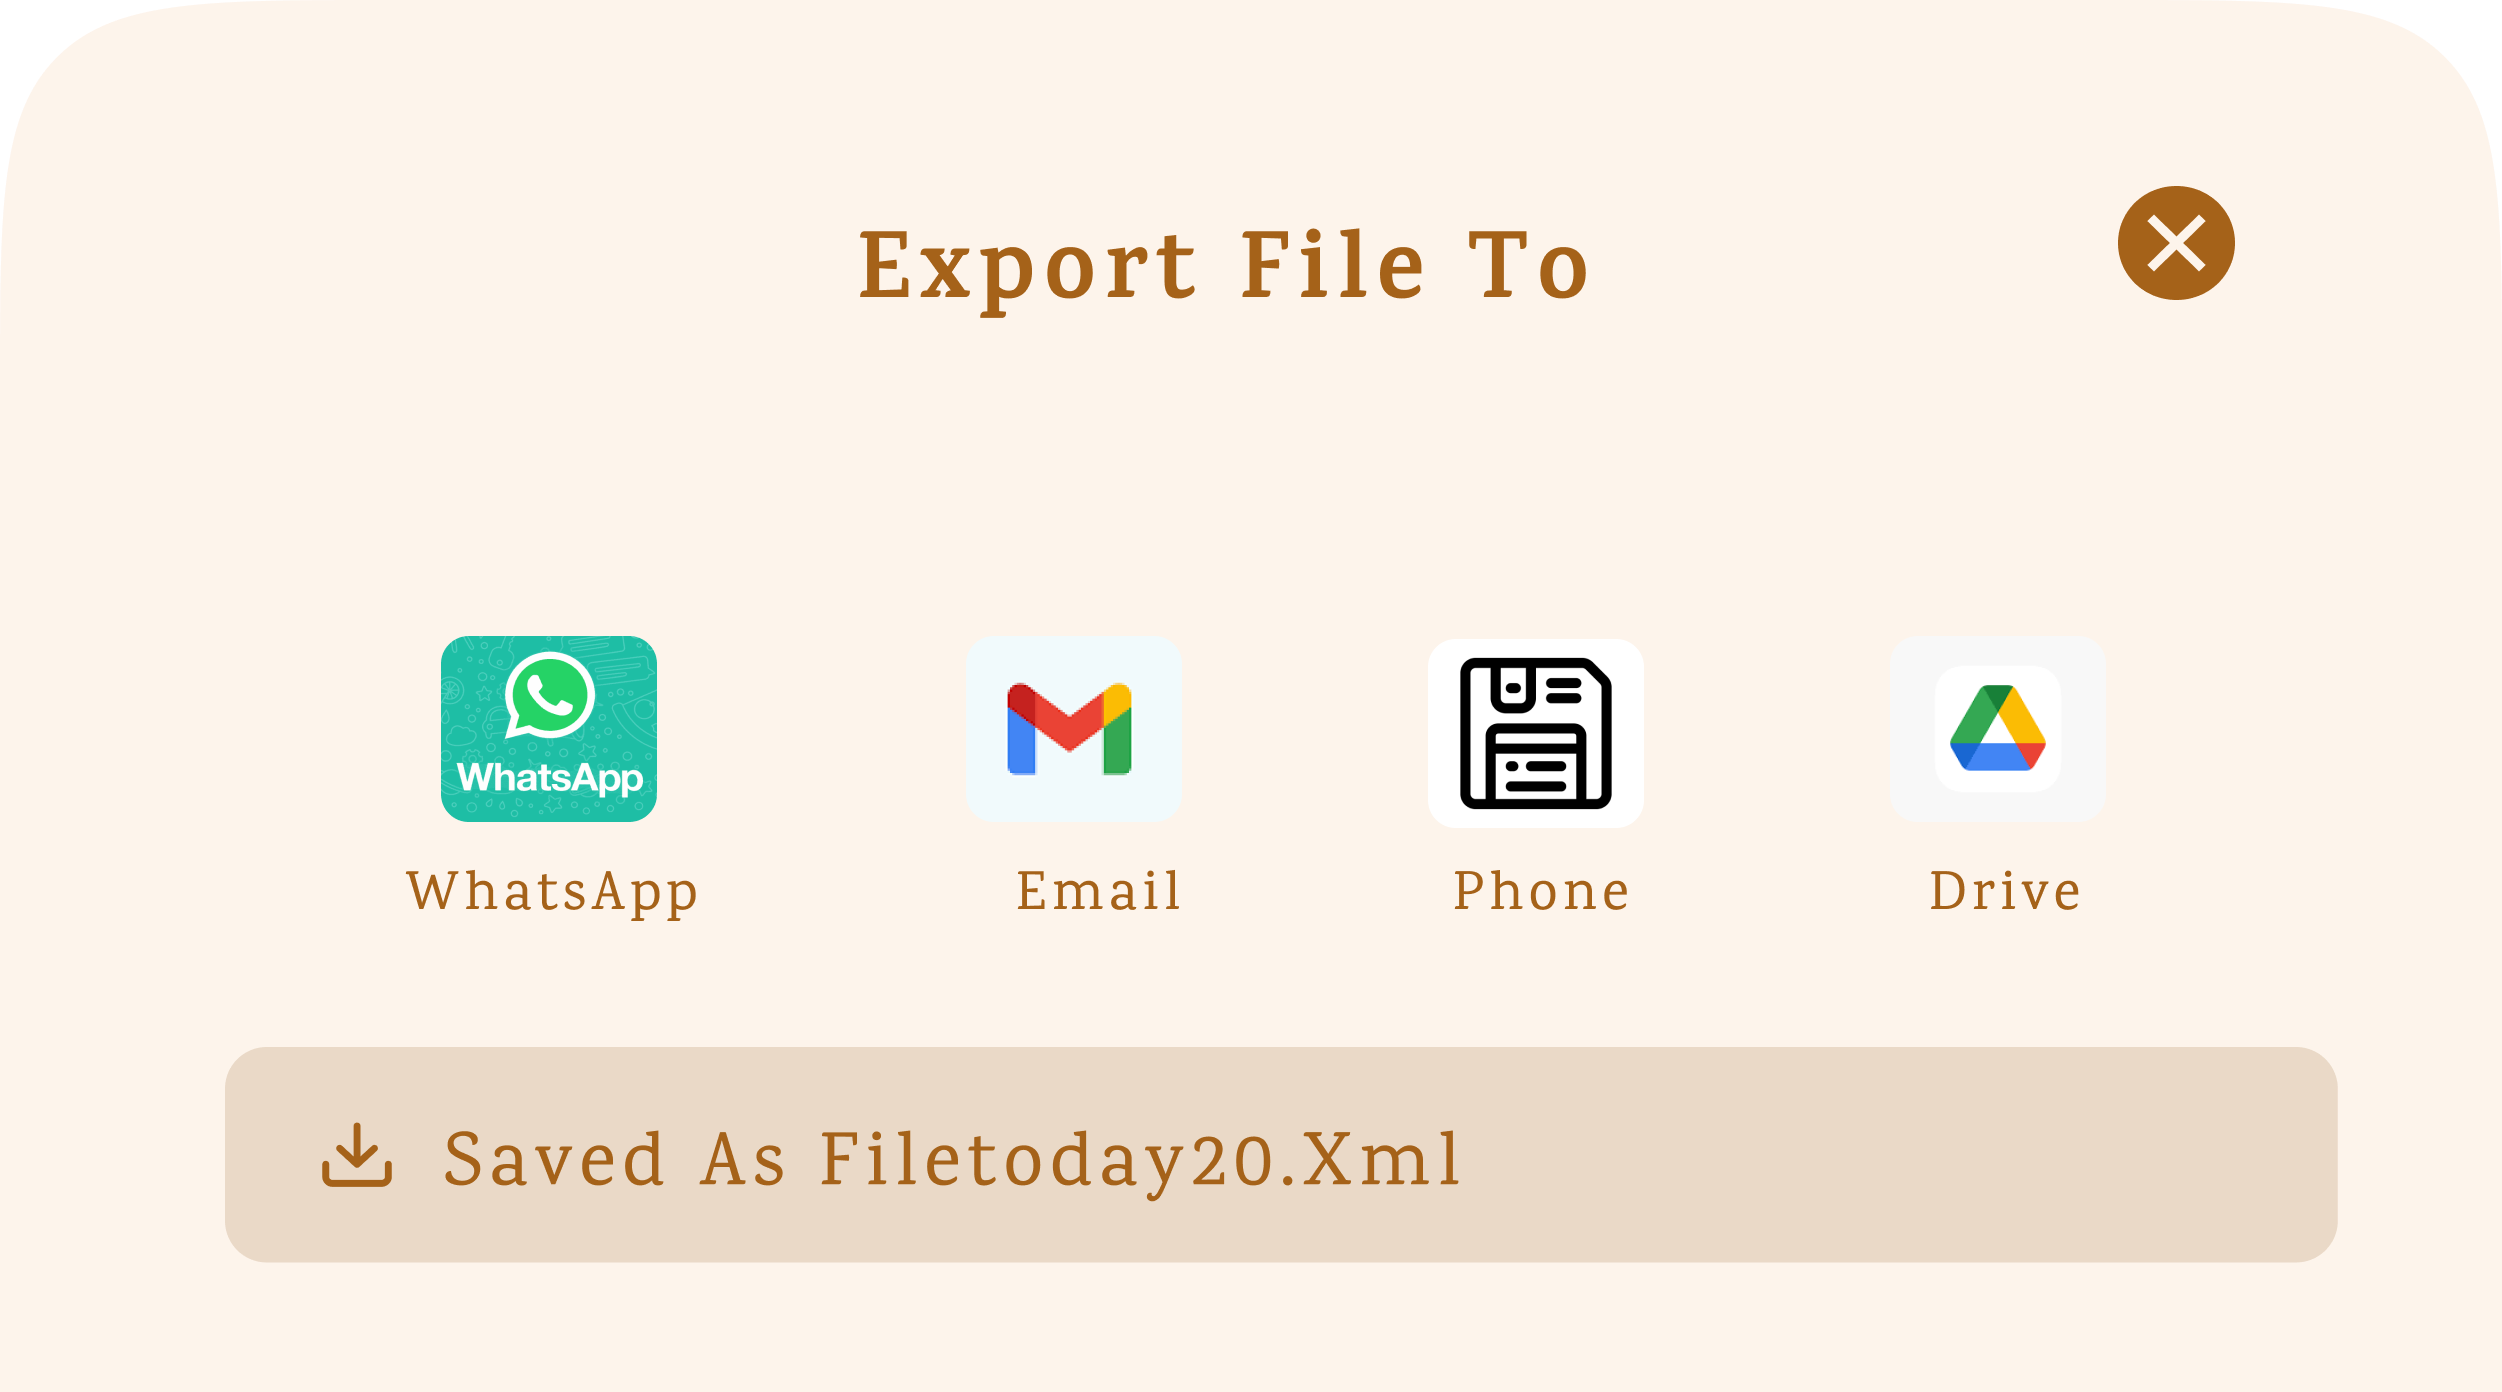 Export File To
WhatsApp
WhatsApp
Email
Phone
Drive
Saved As Filetoday20.Xml